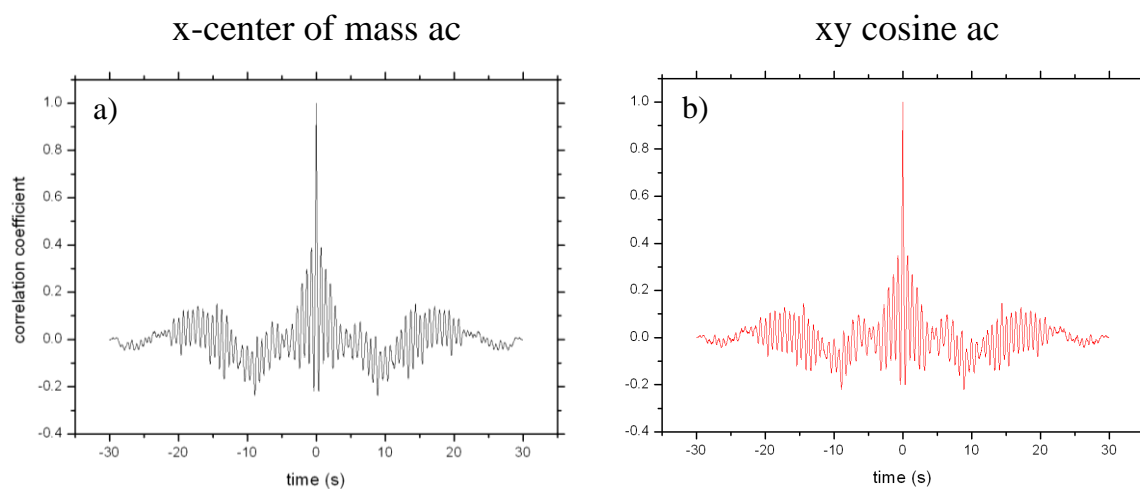 x-center of mass ac
xy cosine ac
a)
b)
1.0
0.8
0.6
0.4
0.2
0.0
-0.2
-0.4
correlation coefficient
-30 -20 -10 0 10 20 30
time (s)
1.0
0.8
0.6
0.4
0.2
0.0
-0.2
-0.4
-30 -20 -10 0 10 20 30
time (s)